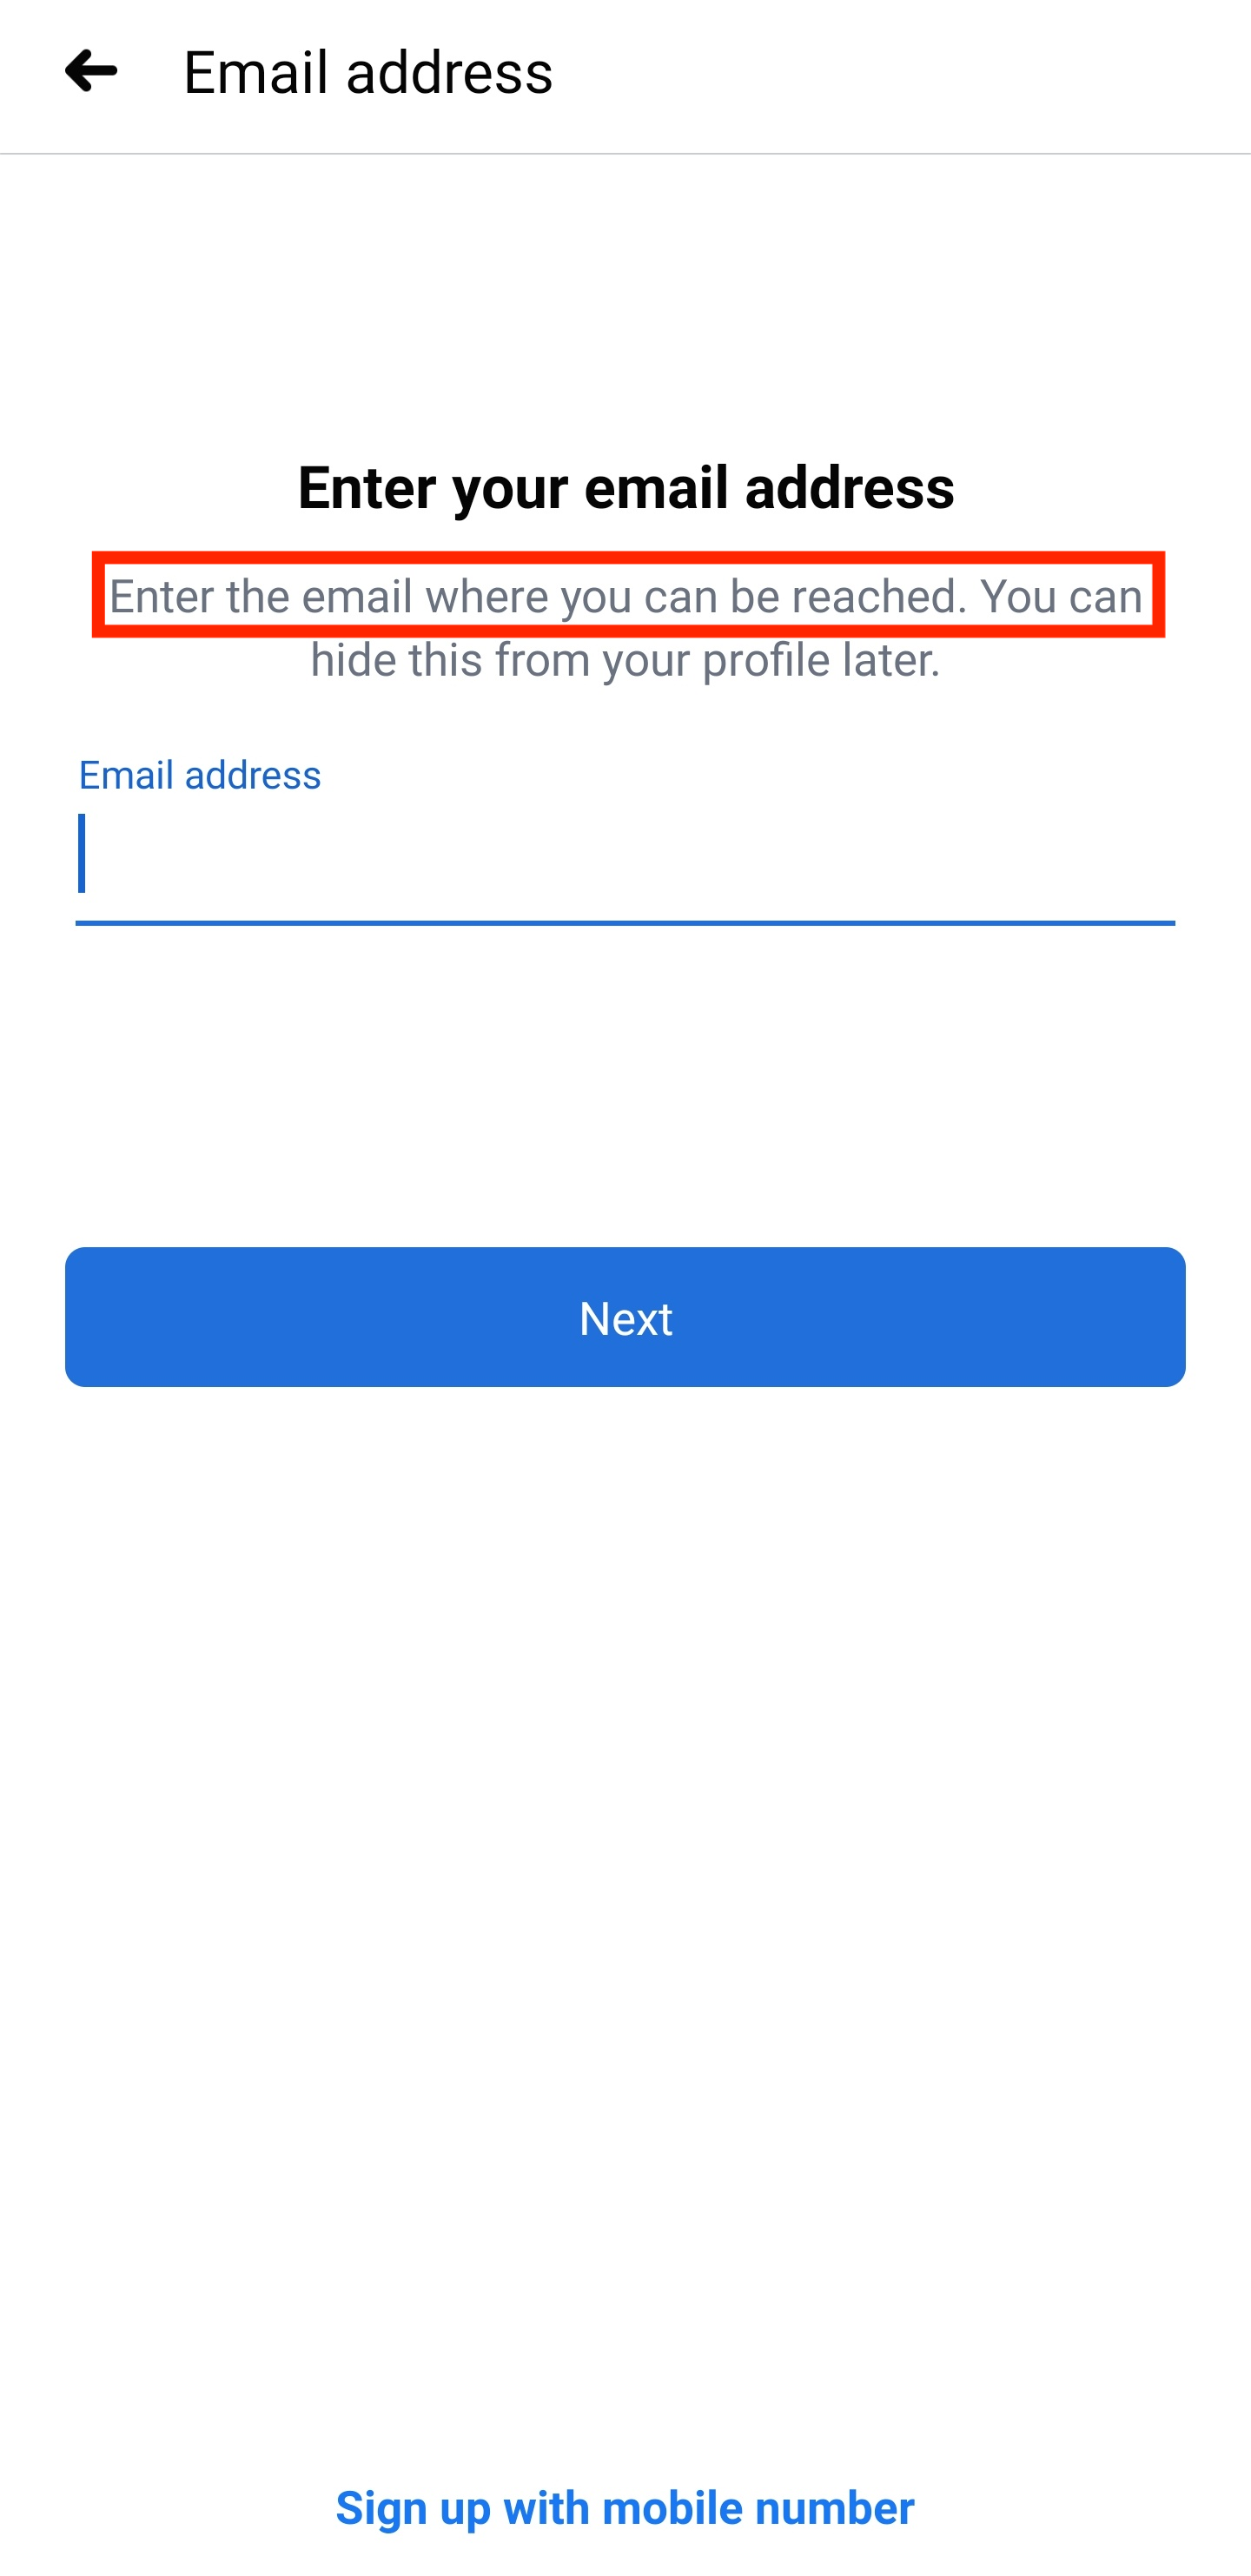 Email address
Enter your email address
Enter the email where you can be reached. You can
hide this from your profile later.
Email address
Next
Sign up with mobile number